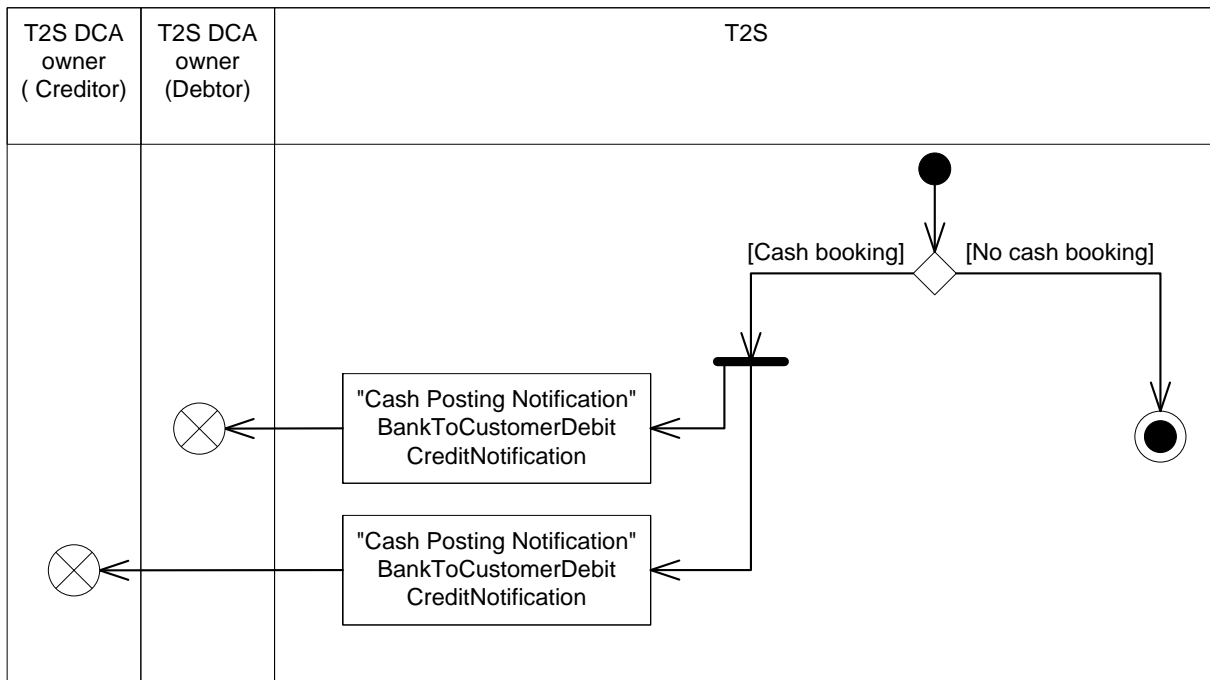 T2S DCA
owner
( Creditor)
T2S DCA
owner
(Debtor)
T2S
[Cash booking]
[No cash booking]
"Cash Posting Notification"
BankToCustomerDebit
CreditNotification
"Cash Posting Notification"
BankToCustomerDebit
CreditNotification